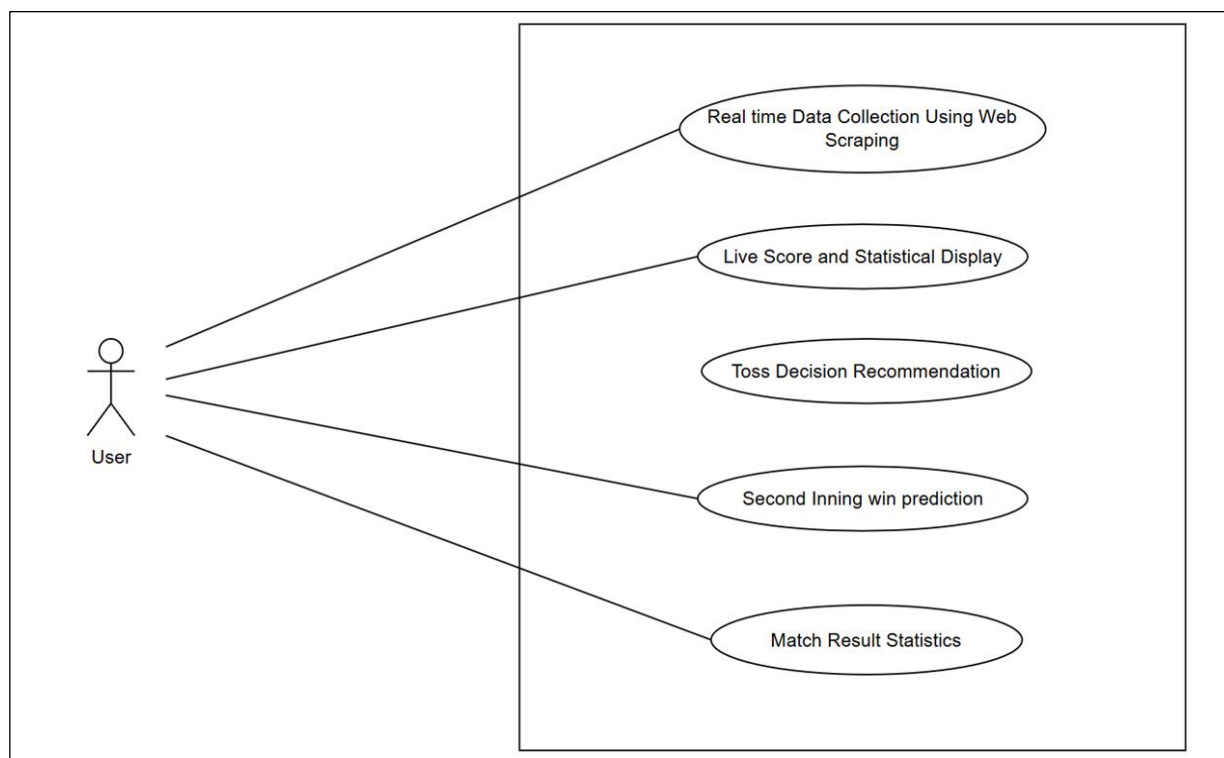 Real time Data Collection Using Web
Scraping
Live Score and Statistical Display
Toss Decision Recommendation
User
Second Inning win prediction
Match Result Statistics